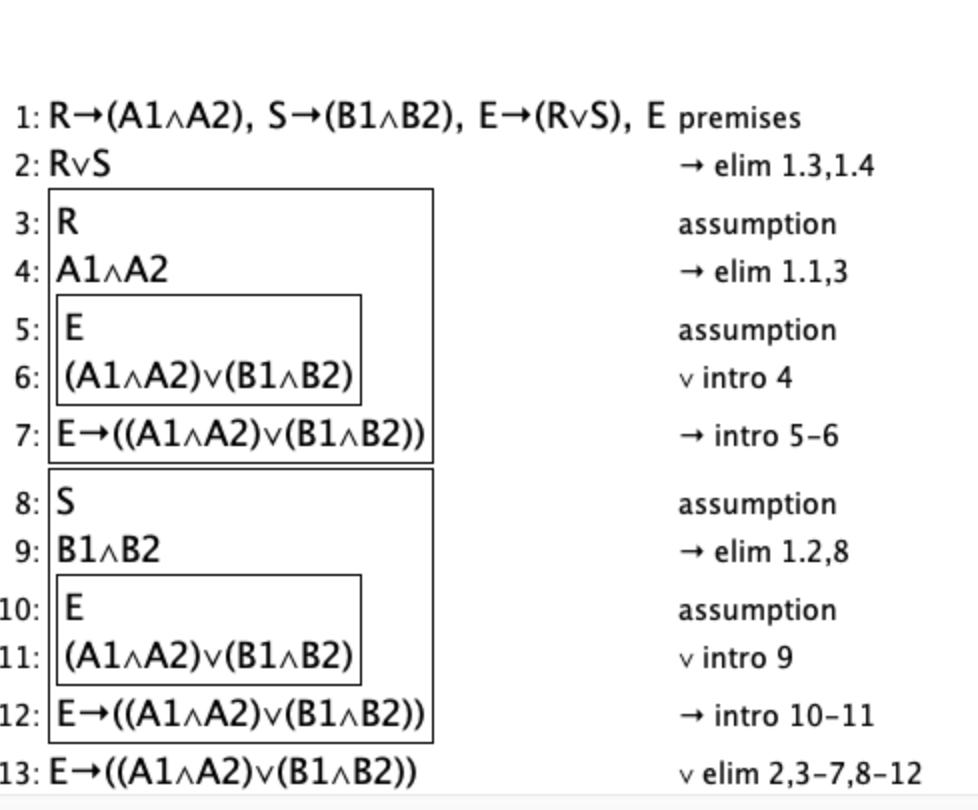 1: R→(A1∧A2), S→(B1∧B2), E→(R∨S), E premises
2: R∨S → elim 1.3,1.4
3: R assumption
4: A1∧A2 → elim 1.1,3
5: E assumption
6: (A1∧A2)∨(B1∧B2) ∨ intro 4
7: E→((A1∧A2)∨(B1∧B2)) → intro 5-6
8: S assumption
9: B1∧B2 → elim 1.2,8
10: E assumption
11: (A1∧A2)∨(B1∧B2) ∨ intro 9
12: E→((A1∧A2)∨(B1∧B2)) → intro 10-11
13: E→((A1∧A2)∨(B1∧B2)) ∨ elim 2,3-7,8-12